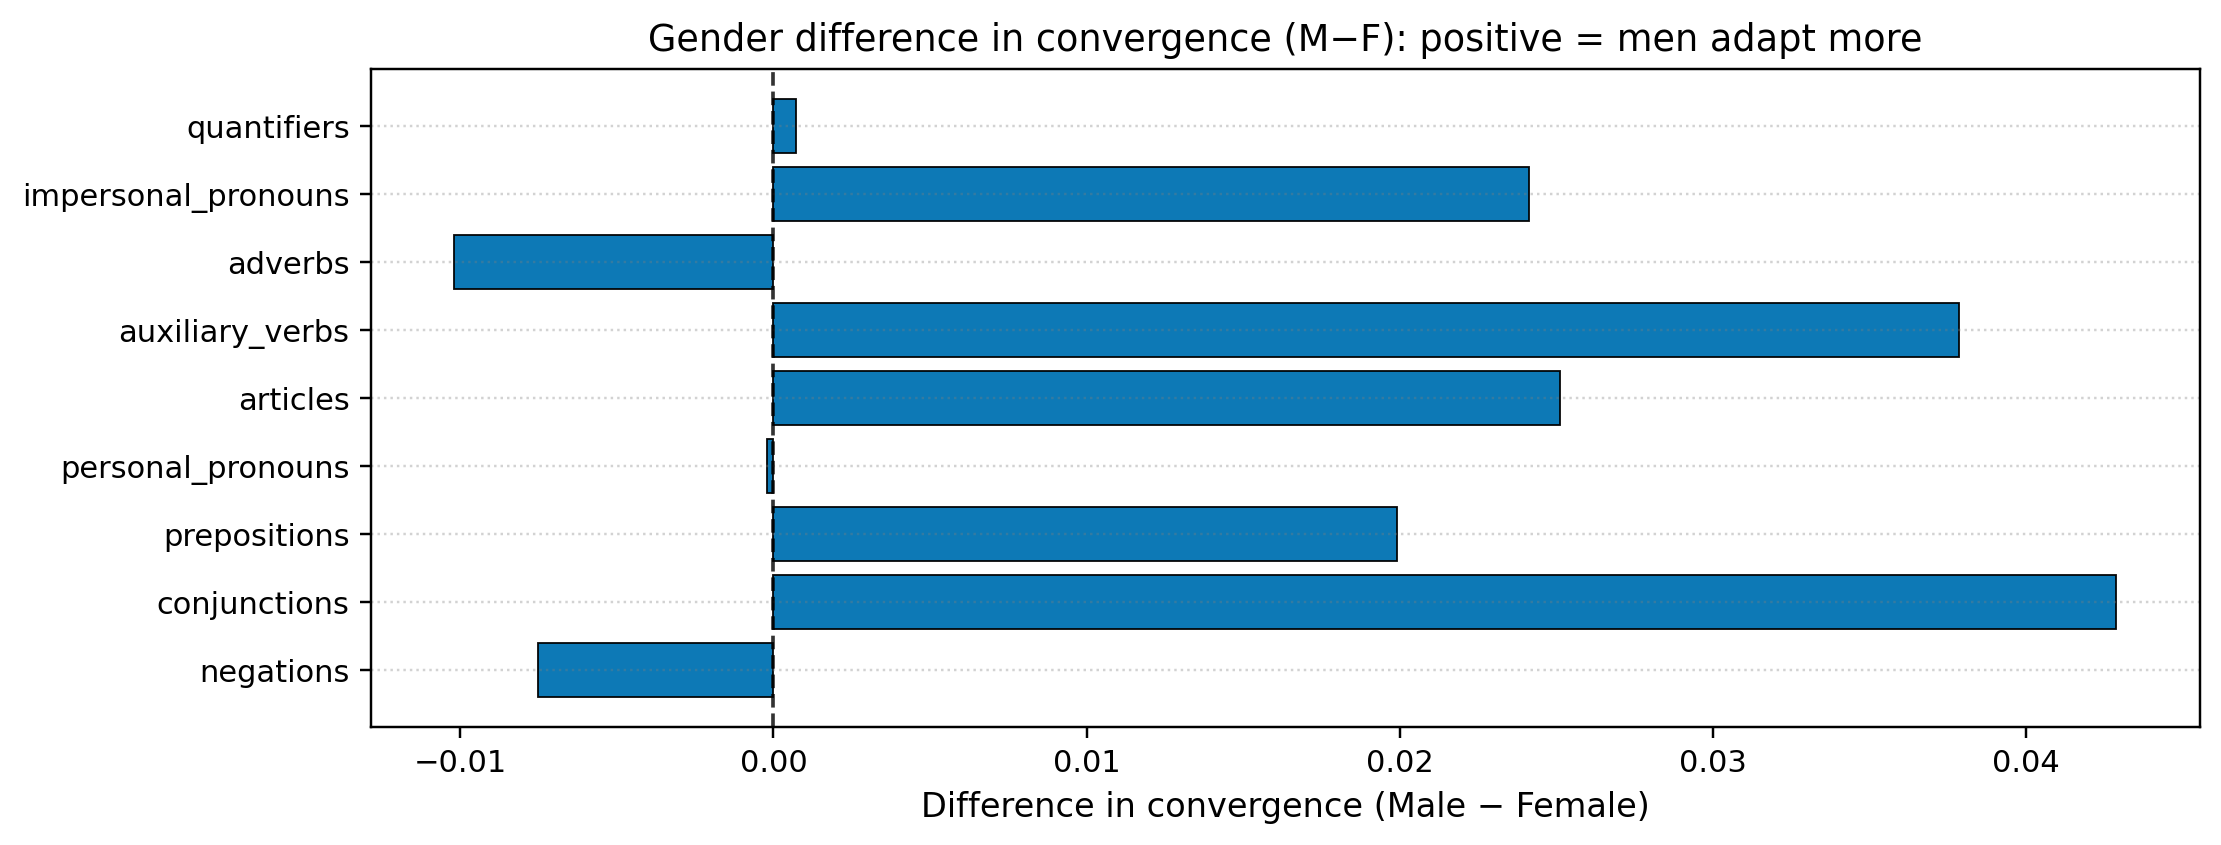 Gender difference in convergence (M−F): positive = men adapt more
quantifiers
impersonal_pronouns
adverbs
auxiliary_verbs
articles
personal_pronouns
prepositions
conjunctions
negations
−0.01 0.00 0.01 0.02 0.03 0.04
Difference in convergence (Male − Female)